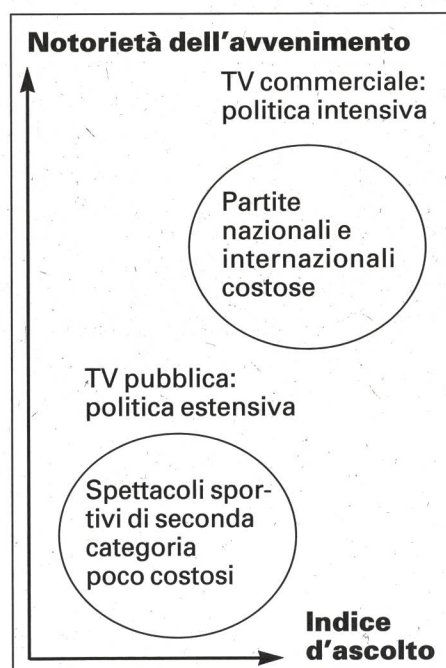 Notorietà dell'avvenimento
TV commerciale:
politica intensiva
Partite
nazionali e
internazionali
costose
TV pubblica:
politica estensiva
Spettacoli spor-
tivi di seconda
categoria
poco costosi
Indice
d'ascolto